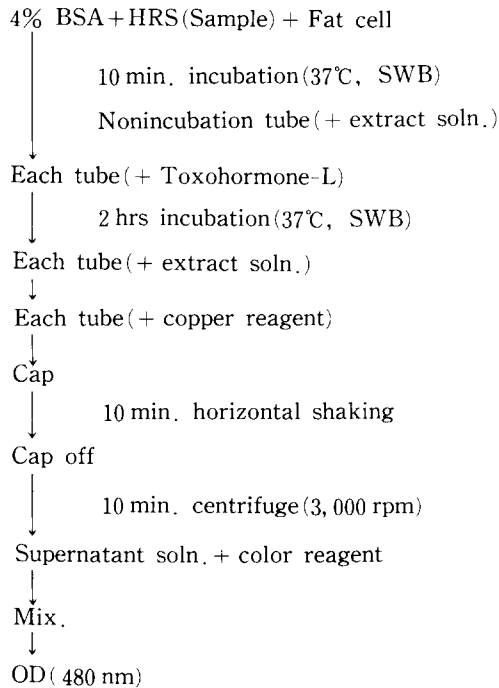 4% BSA+HRS(Sample) + Fat cell
10 min. incubation(37℃, SWB)
Nonincubation tube(+ extract soln.)
Each tube(+ Toxohormone-L)
2 hrs incubation(37℃, SWB)
Each tube(+ extract soln.)
Each tube(+ copper reagent)
Cap
10 min. horizontal shaking
Cap off
10 min. centrifuge(3,000 rpm)
Supernatant soln. + color reagent
Mix.
OD(480 nm)